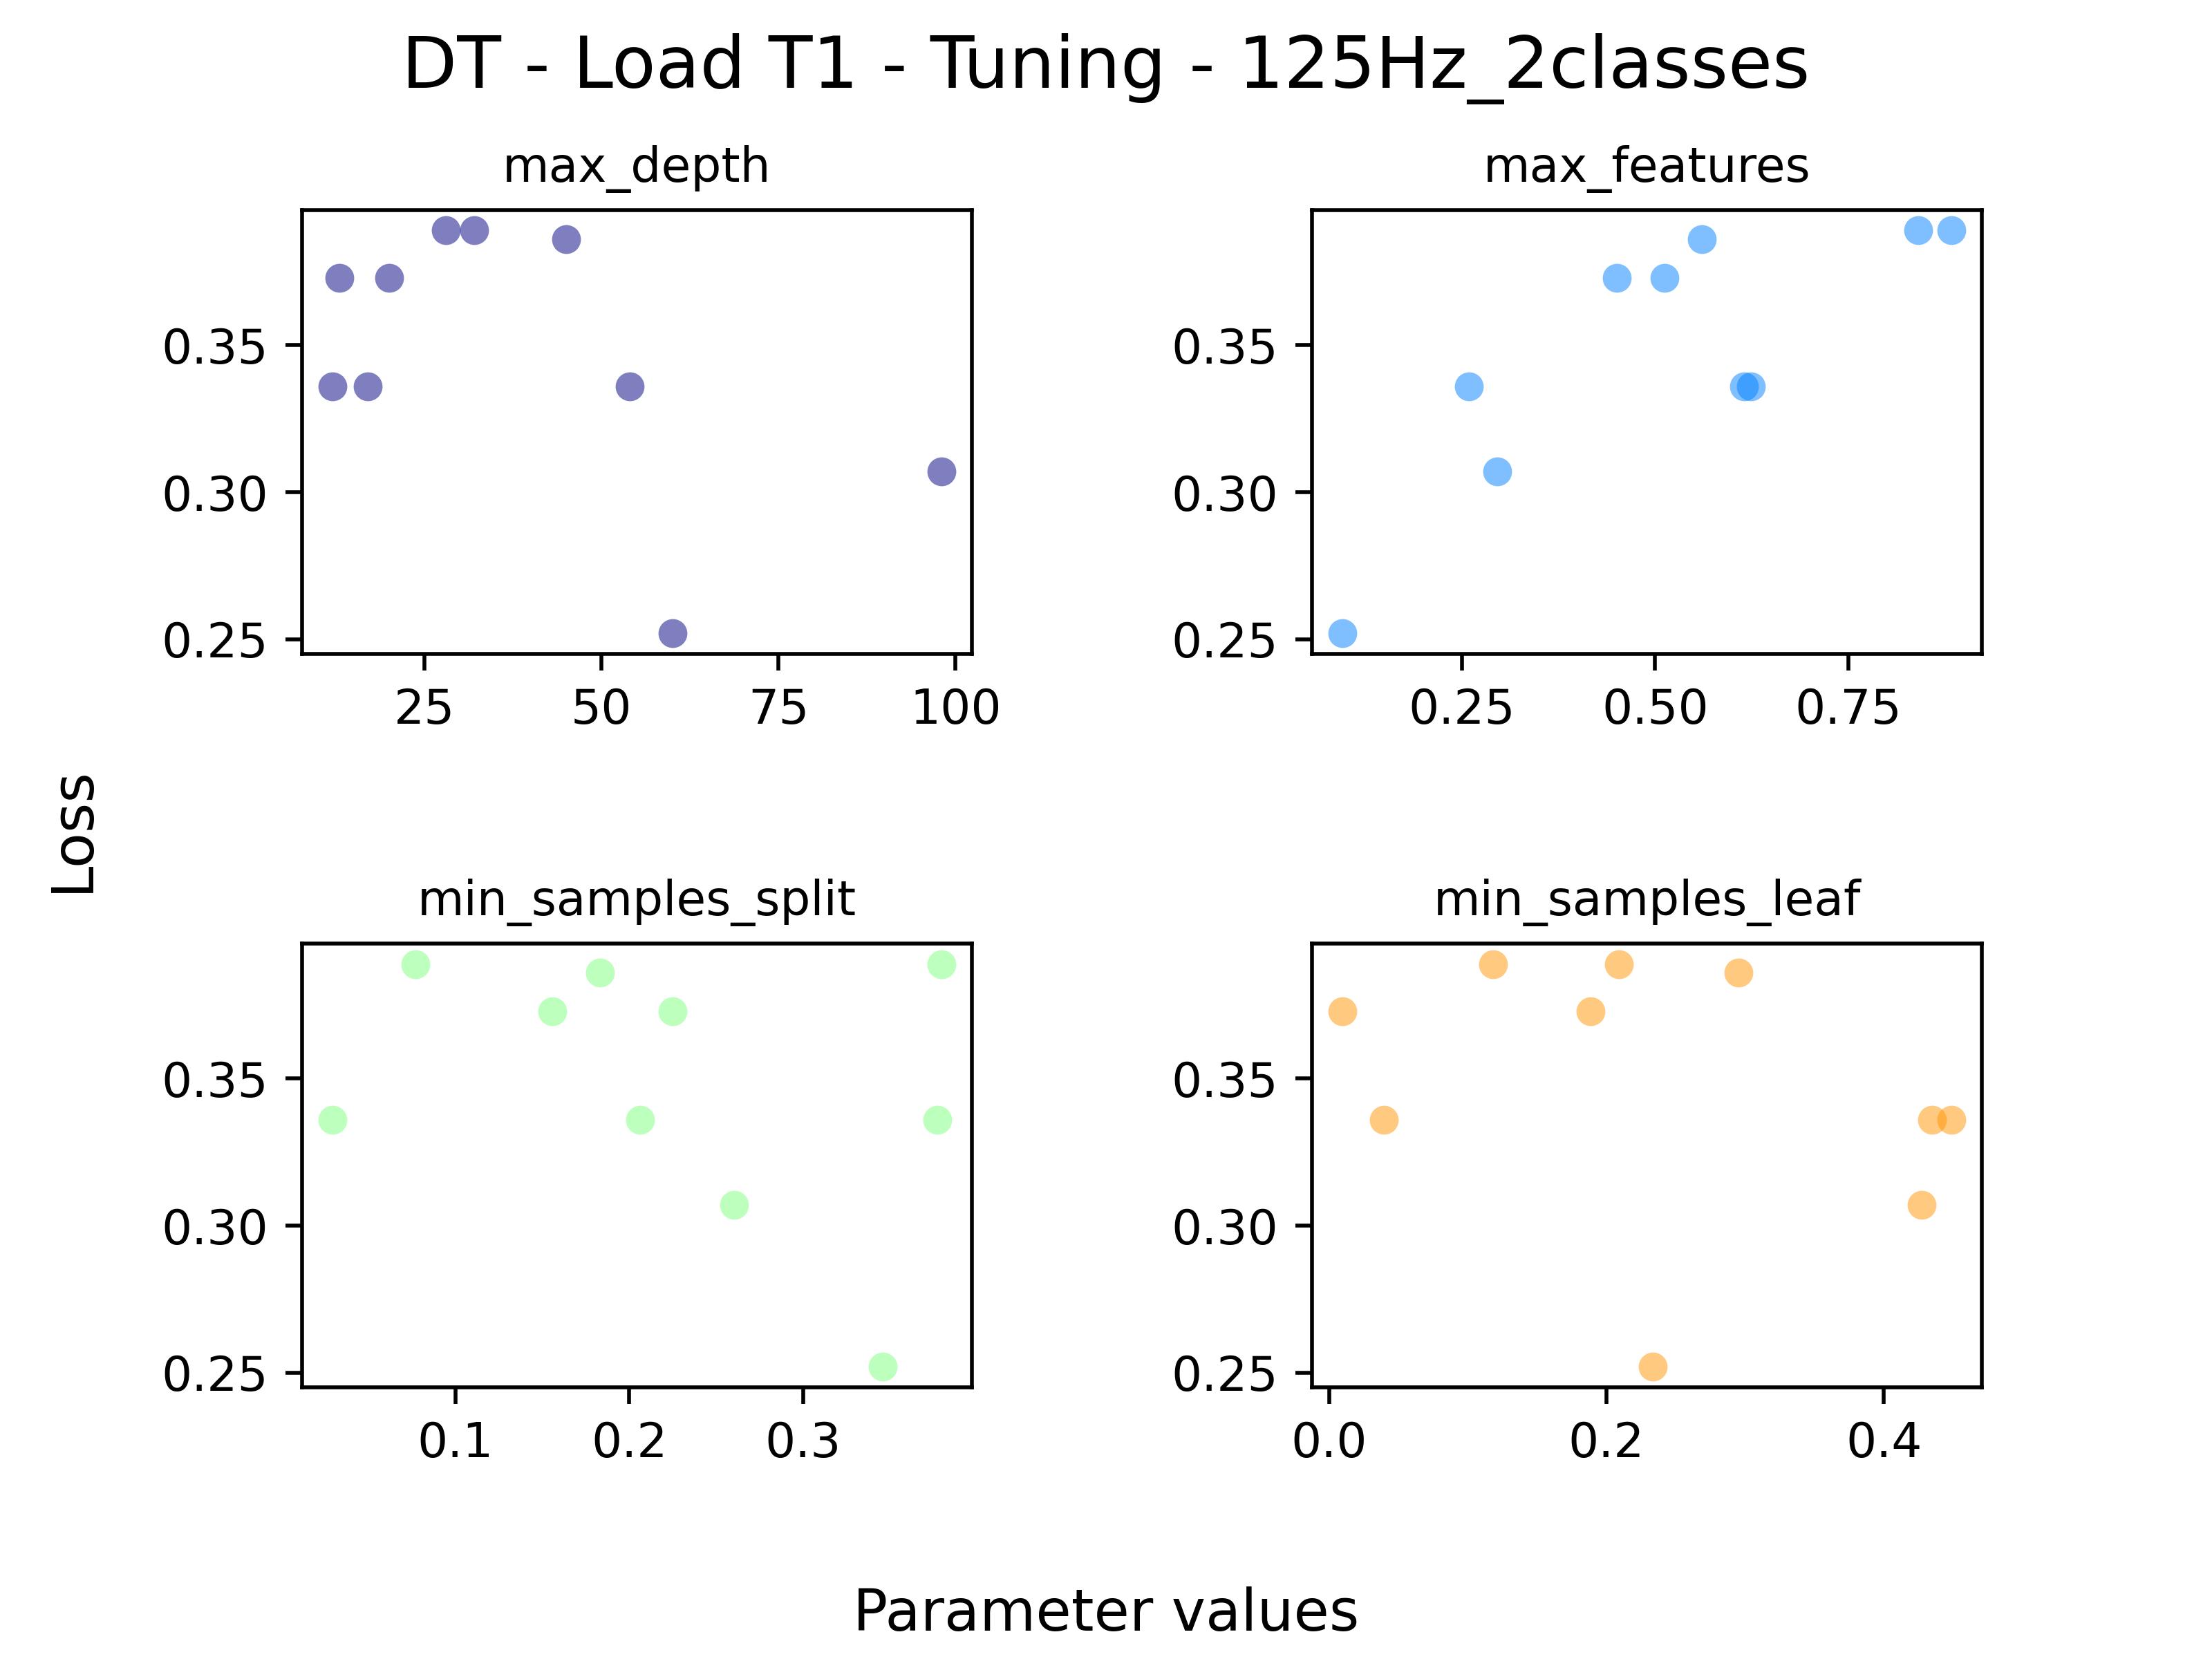 DT - Load T1 - Tuning - 125Hz_2classes
max_depth
max_features
0.35
0.30
0.25
25 50 75 100
0.35
0.30
0.25
0.25 0.50 0.75
Loss
min_samples_split
min_samples_leaf
0.35
0.30
0.25
0.1 0.2 0.3
0.35
0.30
0.25
0.0 0.2 0.4
Parameter values